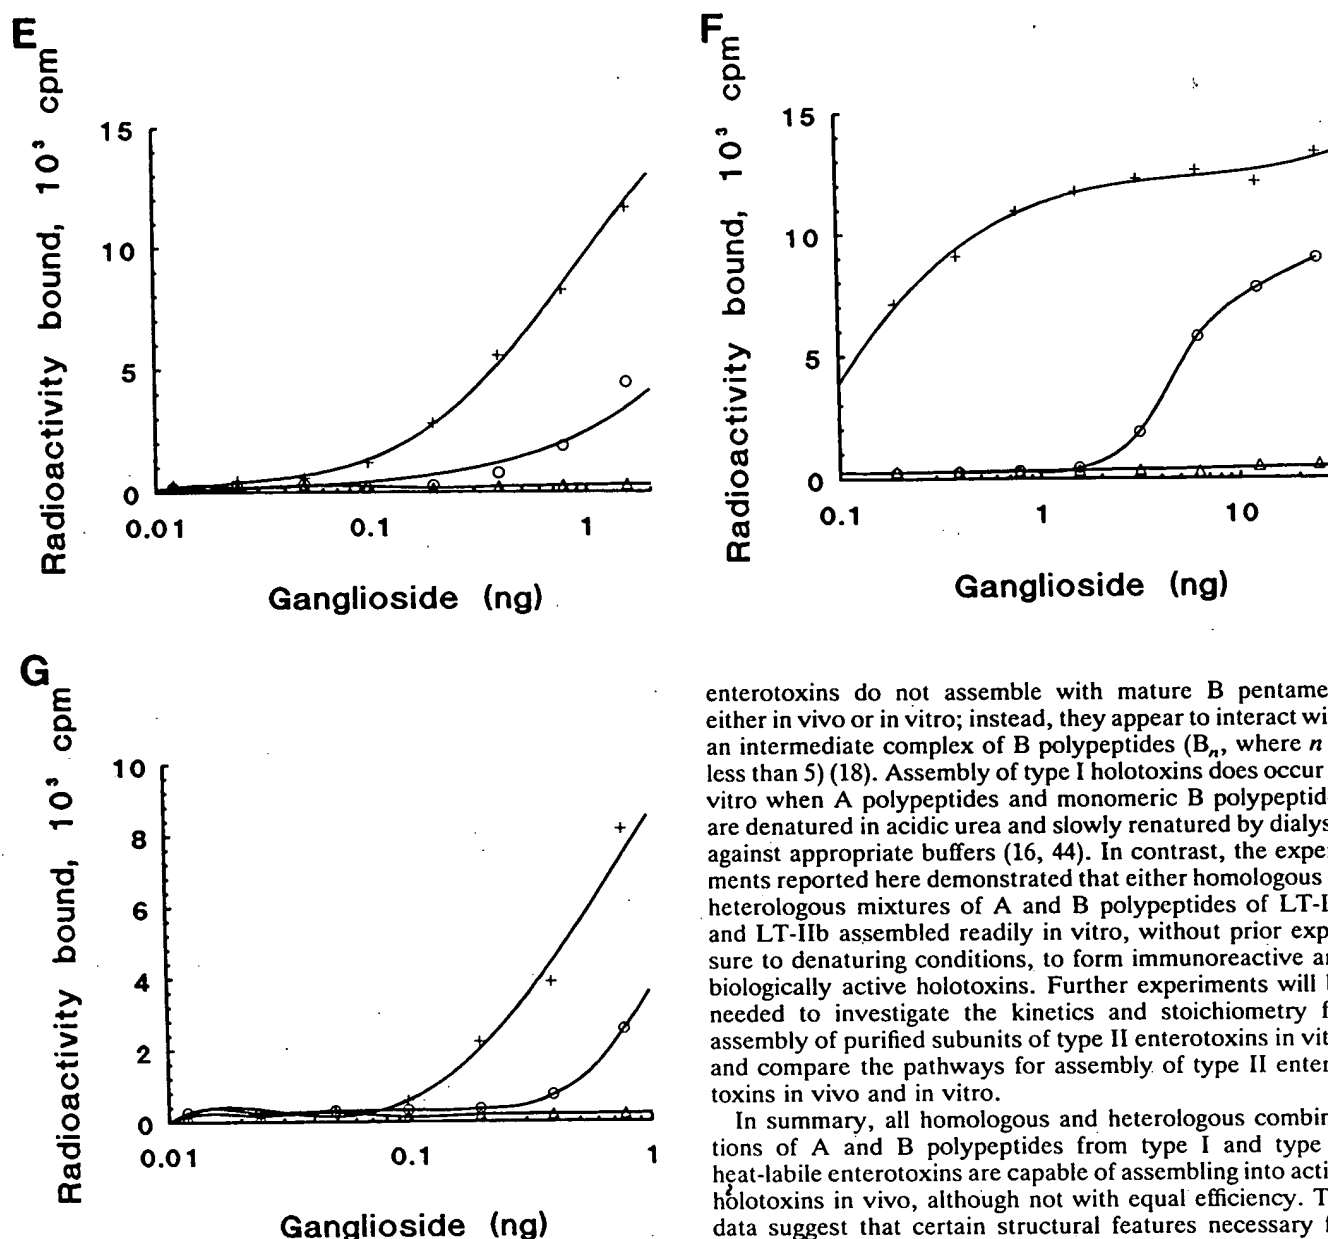 E
Radioactivity bound, 10³ cpm
15
10
5
0
0.01 0.1 1
Ganglioside (ng)
F
Radioactivity bound, 10³ cpm
15
10
5
0
0.1 1 10
Ganglioside (ng)
G
Radioactivity bound, 10³ cpm
10
8
6
4
2
0
0.01 0.1 1
Ganglioside (ng)
enterotoxins do not assemble with mature B pentame
either in vivo or in vitro; instead, they appear to interact wi
an intermediate complex of B polypeptides (Bₙ, where n
less than 5) (18). Assembly of type I holotoxins does occur
vitro when A polypeptides and monomeric B polypeptid
are denatured in acidic urea and slowly renatured by dialys
against appropriate buffers (16, 44). In contrast, the exper
ments reported here demonstrated that either homologous
heterologous mixtures of A and B polypeptides of LT-I
and LT-IIb assembled readily in vitro, without prior exp
sure to denaturing conditions, to form immunoreactive a
biologically active holotoxins. Further experiments will b
needed to investigate the kinetics and stoichiometry f
assembly of purified subunits of type II enterotoxins in vit
and compare the pathways for assembly of type II enter
toxins in vivo and in vitro.
In summary, all homologous and heterologous combin
tions of A and B polypeptides from type I and type
heat-labile enterotoxins are capable of assembling into acti
holotoxins in vivo, although not with equal efficiency. T
data suggest that certain structural features necessary f